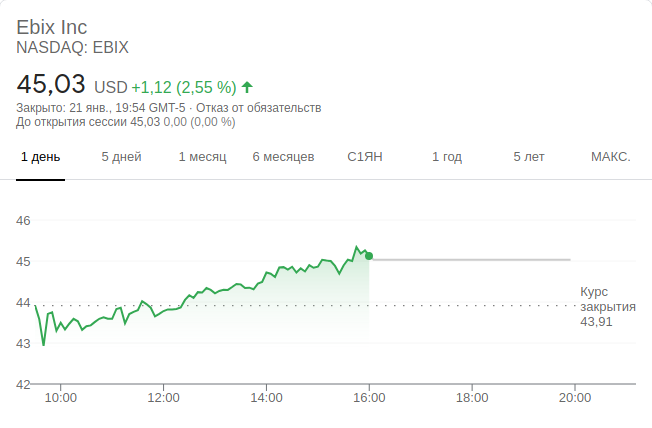 Ebix Inc
NASDAQ: EBIX
45,03 USD +1,12 (2,55 %)
Закрыто: 21 янв., 19:54 GMT-5 · Отказ от обязательств
До открытия сессии 45,03 0,00 (0,00 %)
1 день 5 дней 1 месяц 6 месяцев С1ЯН 1 год 5 лет МАКС.
46
45
44
43
42
Курс
закрытия
43,91
10:00 12:00 14:00 16:00 18:00 20:00